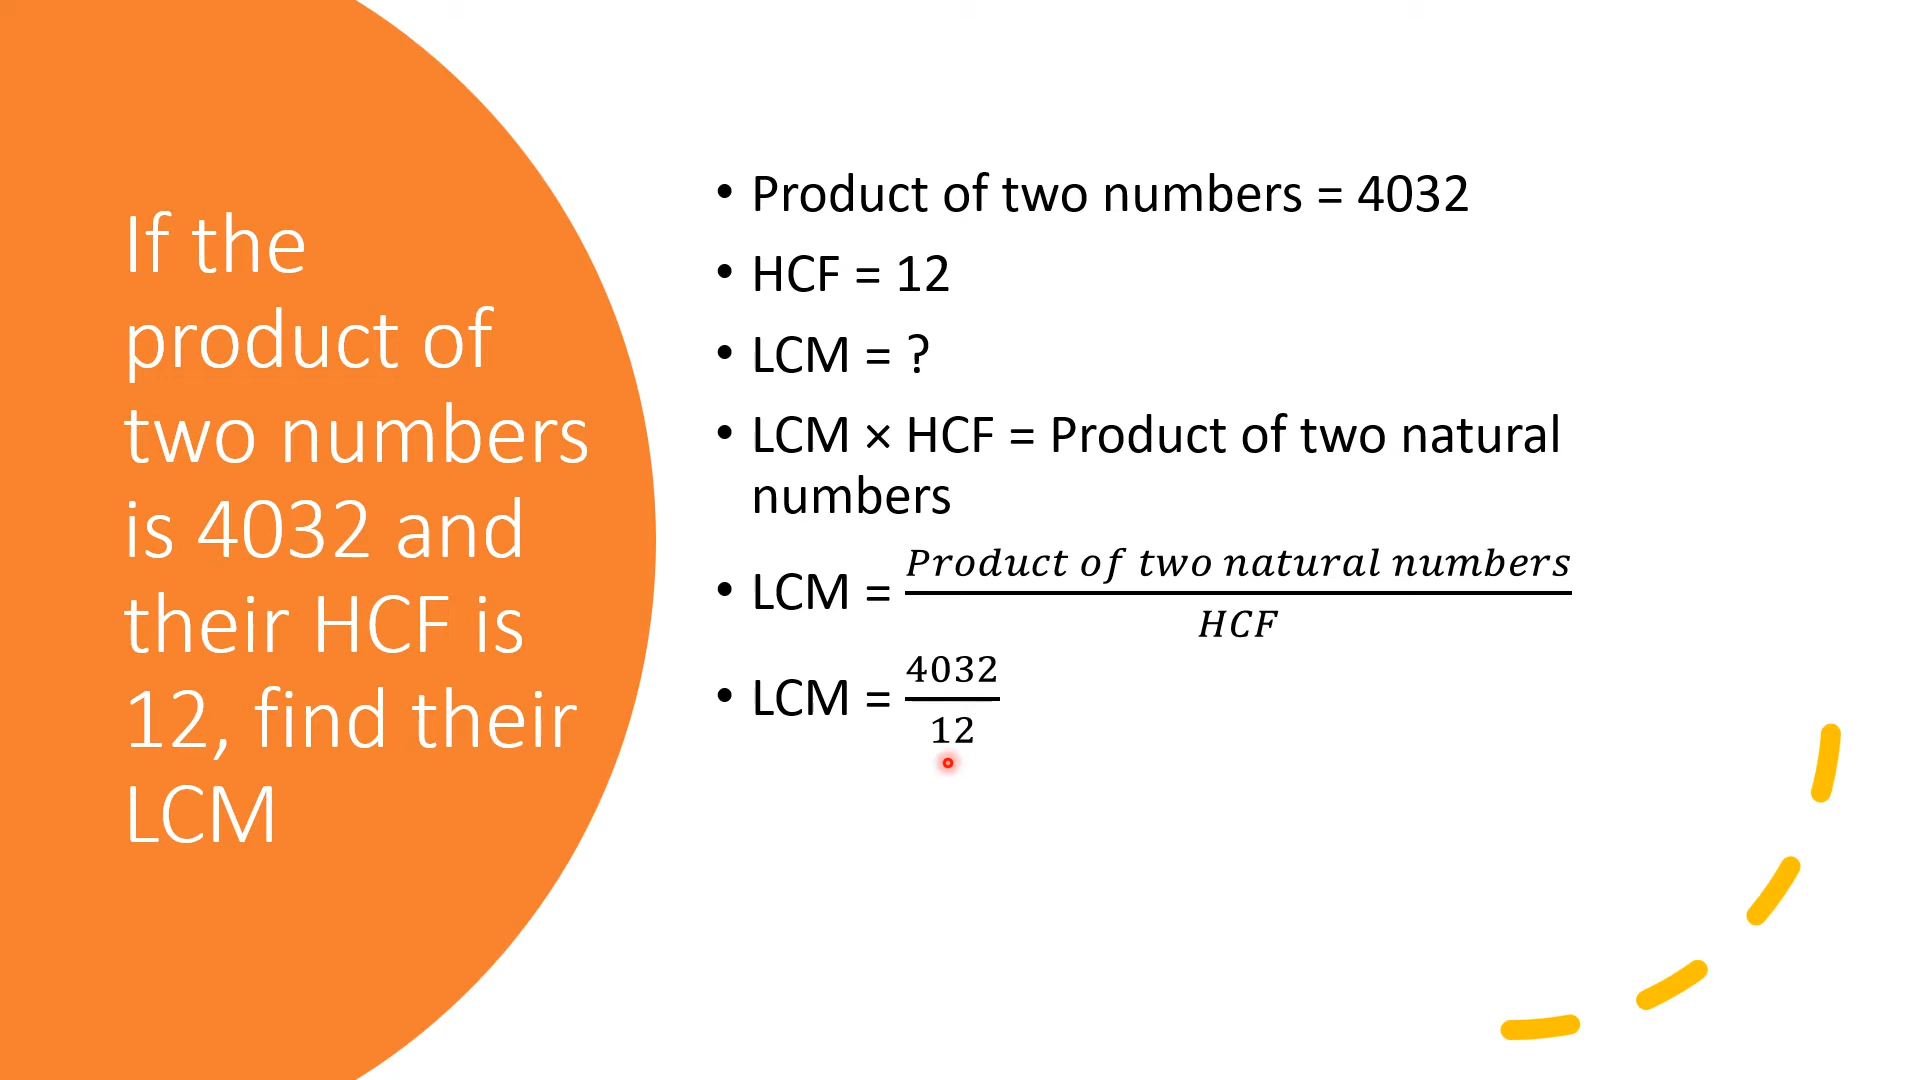 If the
product of
two numbers
is 4032 and
their HCF is
12, find their
LCM
• Product of two numbers = 4032
• HCF = 12
• LCM = ?
• LCM × HCF = Product of two natural
numbers
• LCM = \frac{Product of two natural numbers}{HCF}
• LCM = \frac{4032}{12}